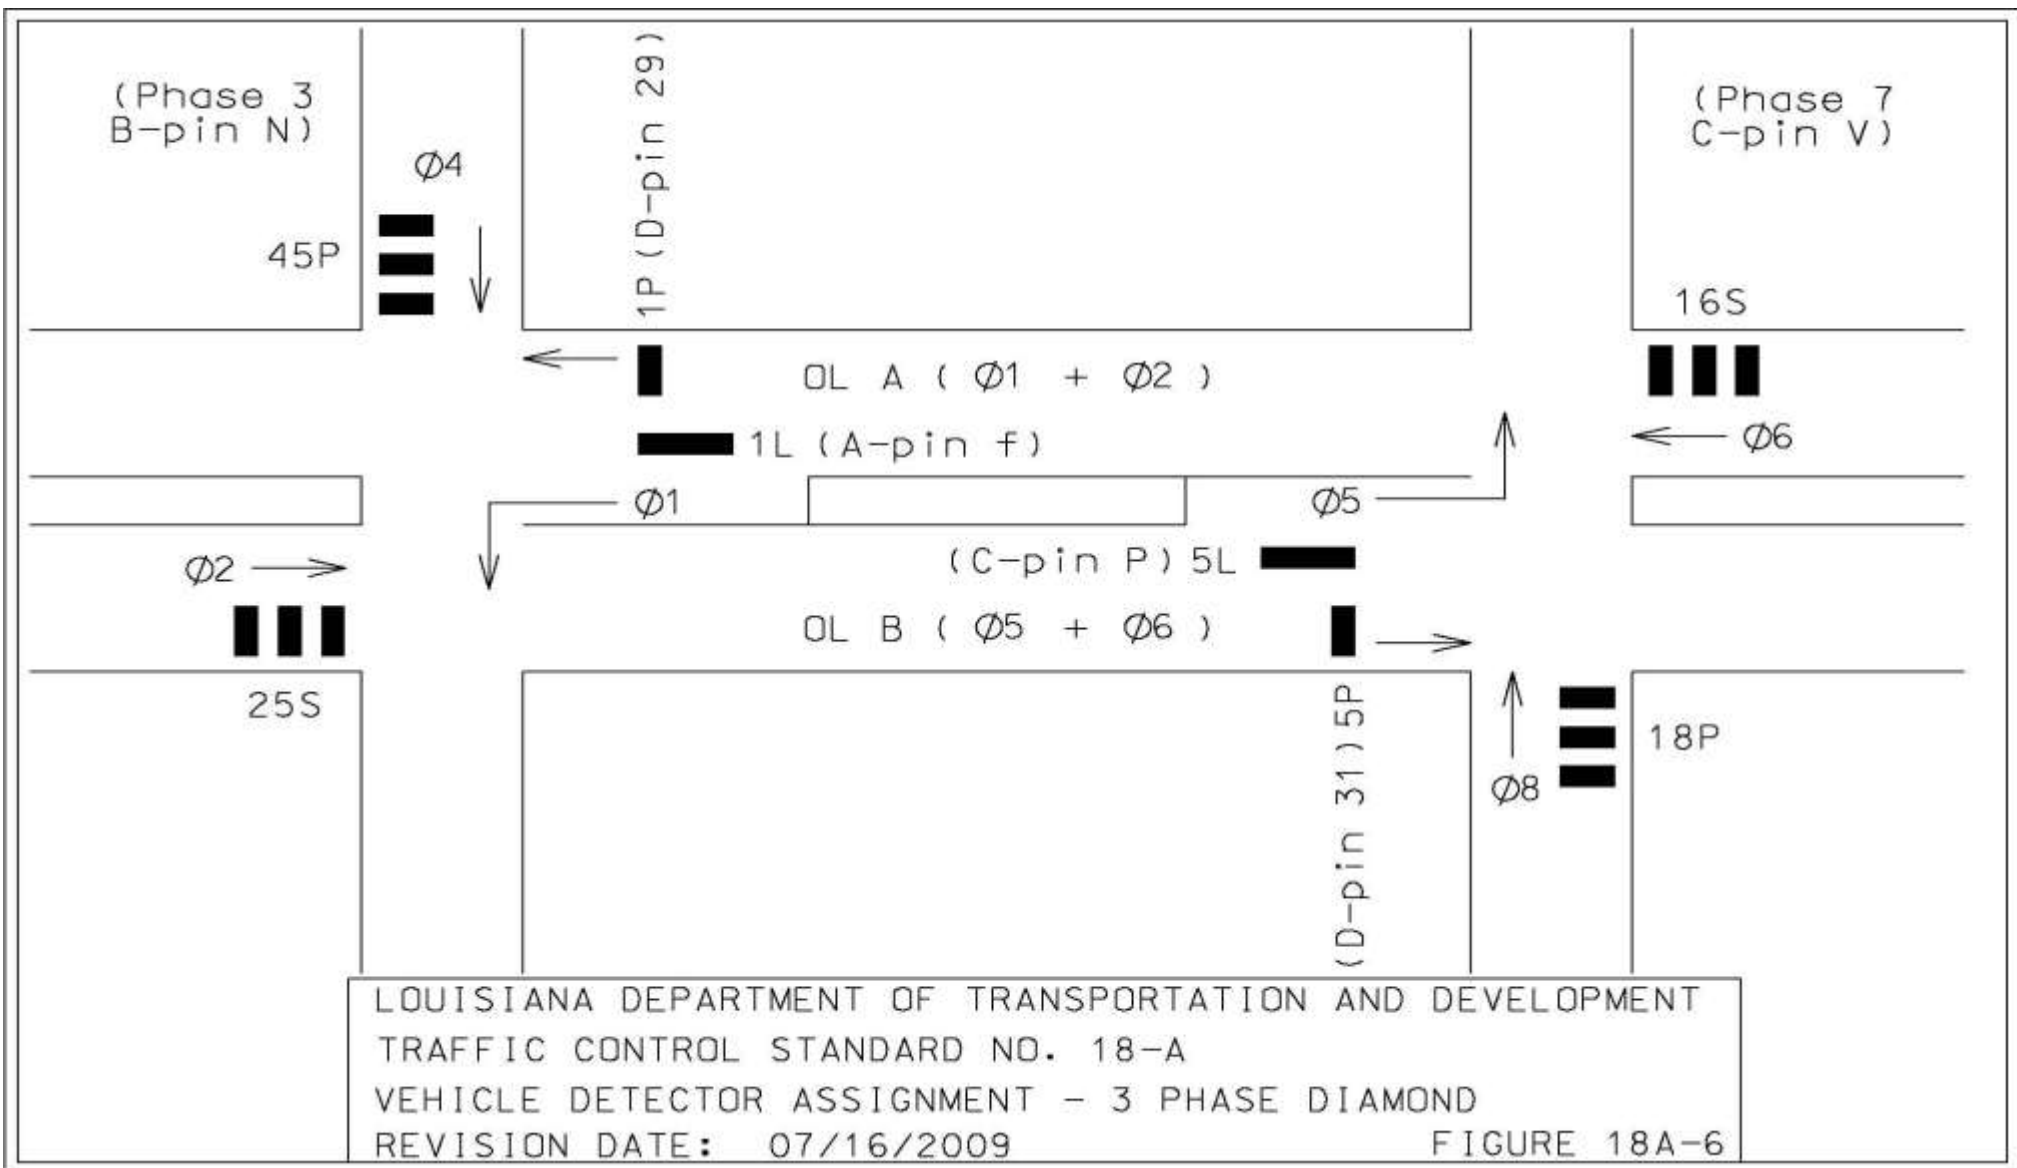 (Phase 3
B-pin N)
Ø4
45P
1P(D-pin 29)
(Phase 7
C-pin V)
16S
OL A ( Ø1 + Ø2 )
1L (A-pin f)
Ø6
Ø1
Ø5
Ø2
(C-pin P)5L
OL B ( Ø5 + Ø6 )
25S
(D-pin 31)5P
18P
Ø8
LOUISIANA DEPARTMENT OF TRANSPORTATION AND DEVELOPMENT
TRAFFIC CONTROL STANDARD NO. 18-A
VEHICLE DETECTOR ASSIGNMENT - 3 PHASE DIAMOND
REVISION DATE: 07/16/2009 FIGURE 18A-6